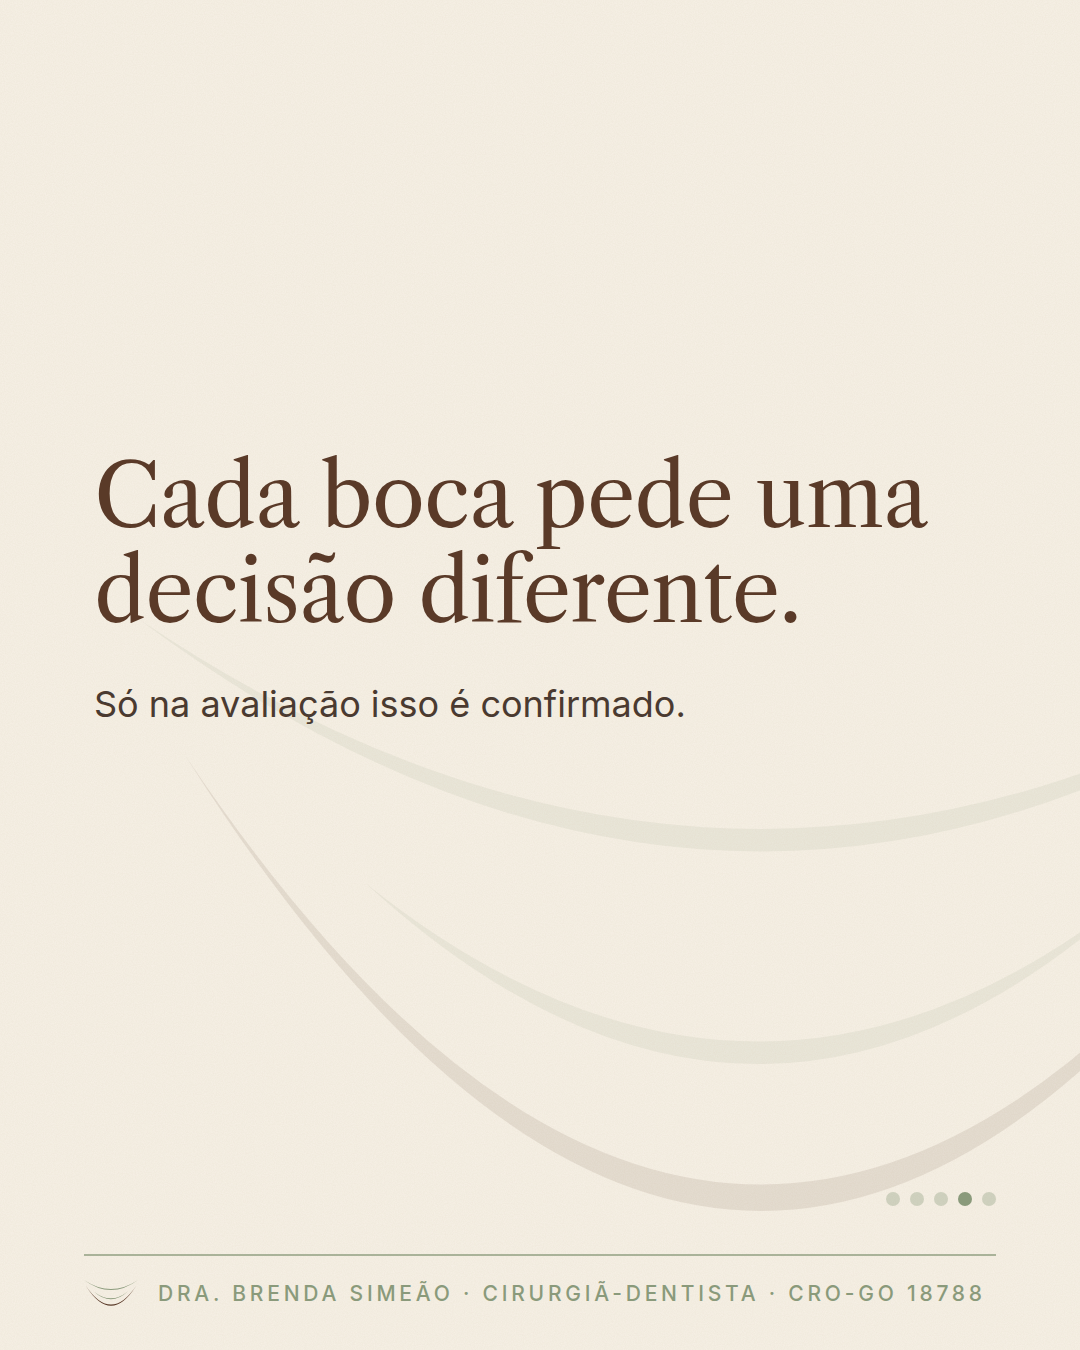 Cada boca pede uma
decisão diferente.
Só na avaliação isso é confirmado.
DRA. BRENDA SIMEÃO · CIRURGIÃ-DENTISTA · CRO-GO 18788